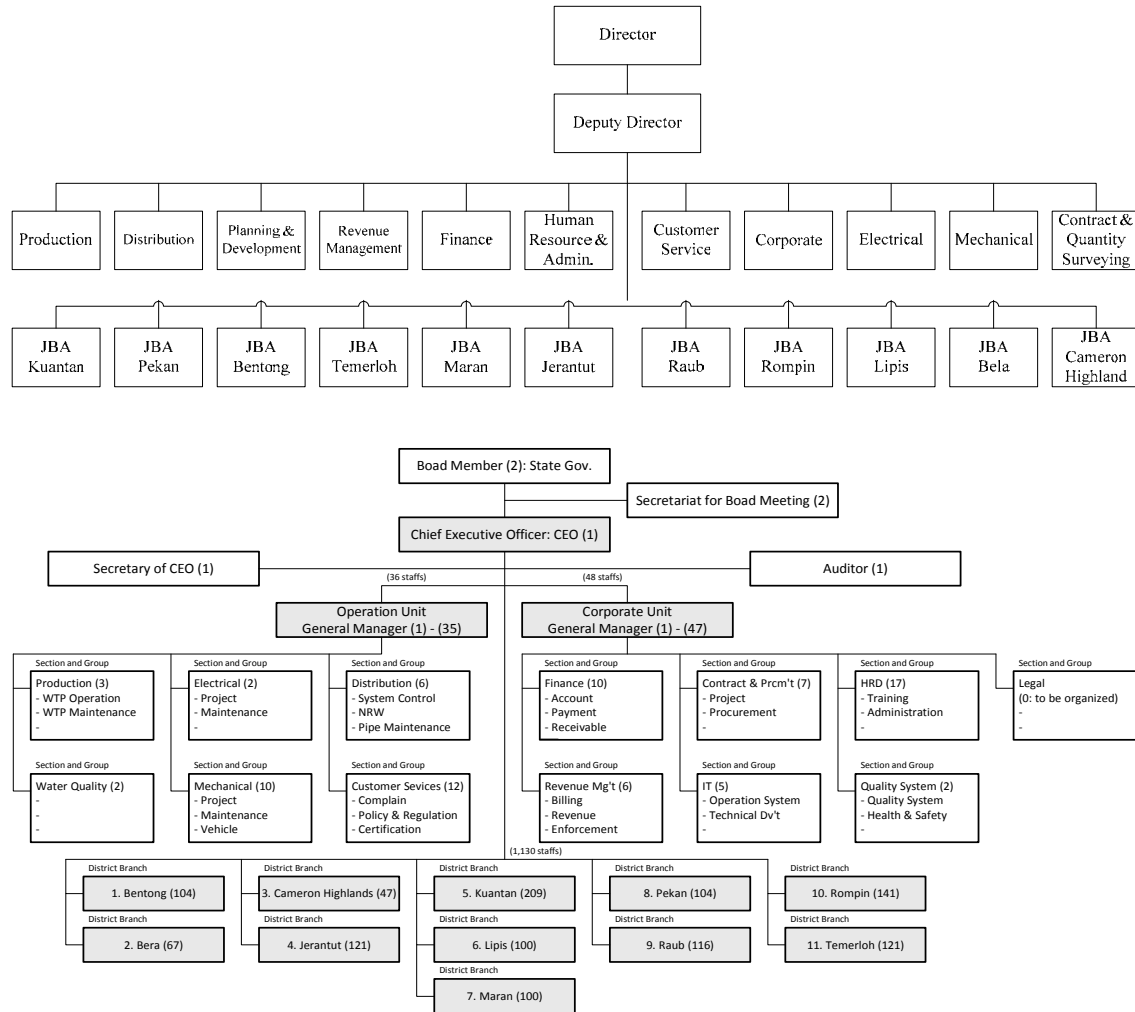 Director
Deputy Director
Production
Distribution
Planning &
Development
Revenue
Management
Finance
Human
Resource &
Admin.
Customer
Service
Corporate
Electrical
Mechanical
Contract &
Quantity
Surveying
JBA
Kuantan
JBA
Pekan
JBA
Bentong
JBA
Temerloh
JBA
Maran
JBA
Jerantut
JBA
Raub
JBA
Rompin
JBA
Lipis
JBA
Bela
JBA
Cameron
Highland
Boad Member (2): State Gov.
Secretariat for Boad Meeting (2)
Chief Executive Officer: CEO (1)
Secretary of CEO (1)
Auditor (1)
(36 staffs)
(48 staffs)
Operation Unit
General Manager (1) - (35)
Corporate Unit
General Manager (1) - (47)
Section and Group
Production (3)
- WTP Operation
- WTP Maintenance
-
Section and Group
Electrical (2)
- Project
- Maintenance
-
Section and Group
Distribution (6)
- System Control
- NRW
- Pipe Maintenance
Section and Group
Finance (10)
- Account
- Payment
- Receivable
Section and Group
Contract & Prcm't (7)
- Project
- Procurement
-
Section and Group
HRD (17)
- Training
- Administration
-
Section and Group
Legal
(0: to be organized)
-
-
Section and Group
Water Quality (2)
-
-
-
Section and Group
Mechanical (10)
- Project
- Maintenance
- Vehicle
Section and Group
Customer Sevices (12)
- Complain
- Policy & Regulation
- Certification
Section and Group
Revenue Mg't (6)
- Billing
- Revenue
- Enforcement
Section and Group
IT (5)
- Operation System
- Technical Dv't
-
Section and Group
Quality System (2)
- Quality System
- Health & Safety
-
(1,130 staffs)
District Branch
1. Bentong (104)
District Branch
3. Cameron Highlands (47)
District Branch
5. Kuantan (209)
District Branch
8. Pekan (104)
District Branch
10. Rompin (141)
District Branch
2. Bera (67)
District Branch
4. Jerantut (121)
District Branch
6. Lipis (100)
District Branch
9. Raub (116)
District Branch
11. Temerloh (121)
District Branch
7. Maran (100)